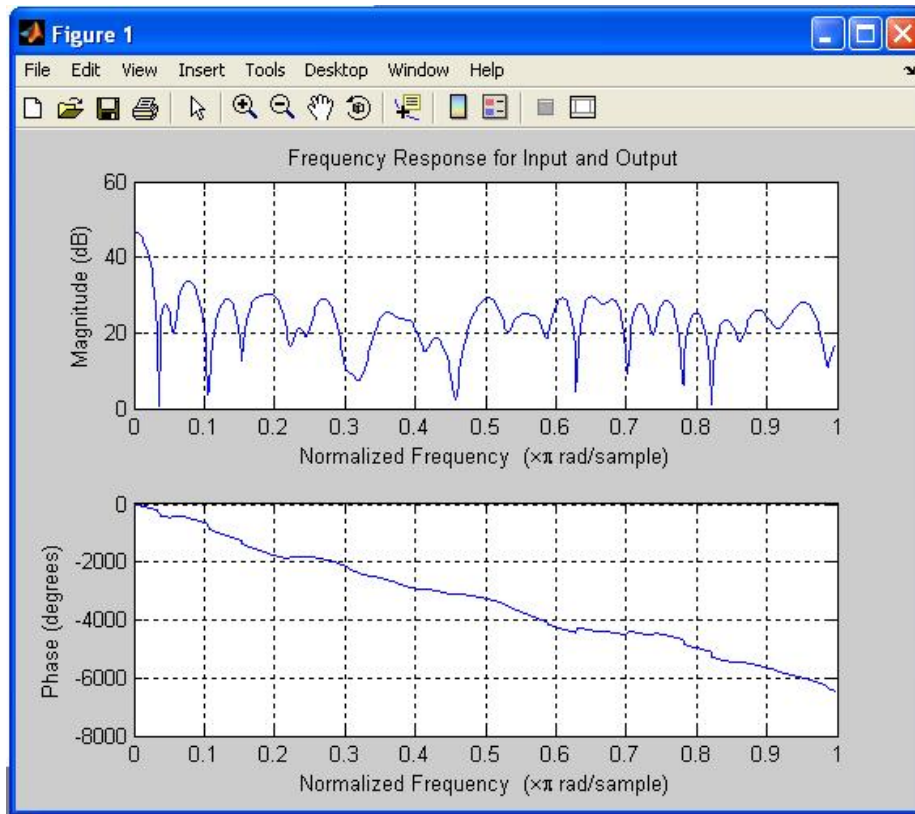 Figure 1
File Edit View Insert Tools Desktop Window Help
Frequency Response for Input and Output
60
40
20
0
Magnitude (dB)
0 0.1 0.2 0.3 0.4 0.5 0.6 0.7 0.8 0.9 1
Normalized Frequency (×π rad/sample)
0
-2000
-4000
-6000
-8000
Phase (degrees)
0 0.1 0.2 0.3 0.4 0.5 0.6 0.7 0.8 0.9 1
Normalized Frequency (×π rad/sample)